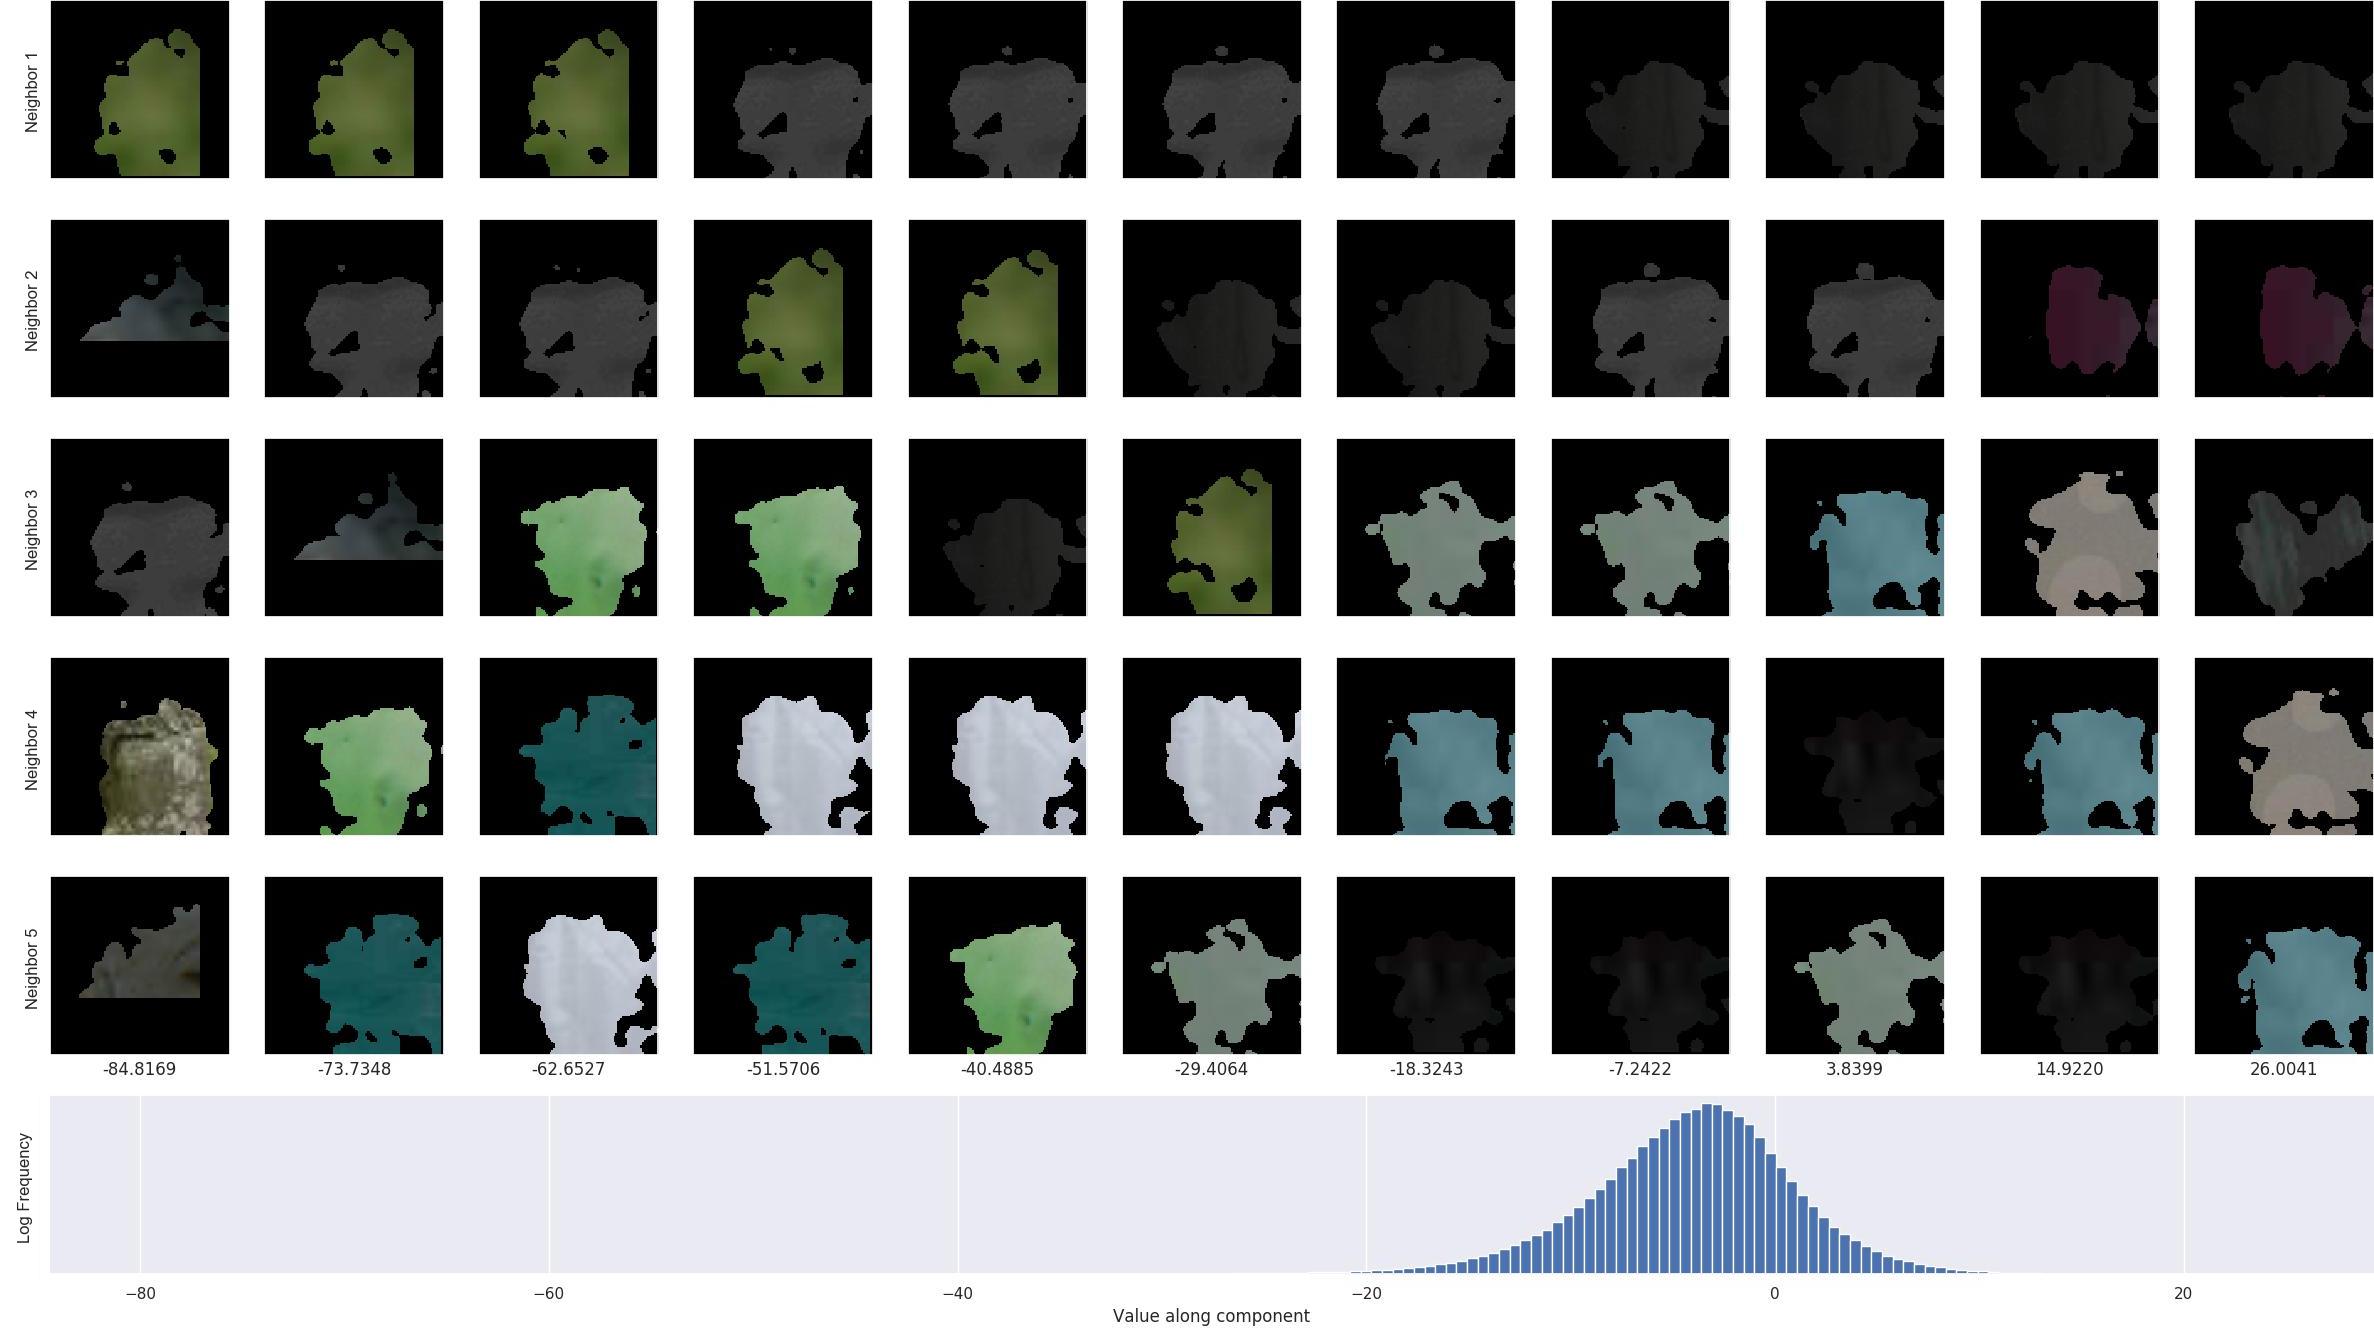 Neighbor 1
Neighbor 2
Neighbor 3
Neighbor 4
Neighbor 5
-84.8169 -73.7348 -62.6527 -51.5706 -40.4885 -29.4064 -18.3243 -7.2422 3.8399 14.9220 26.0041
Log Frequency
−80 −60 −40 −20 0 20
Value along component